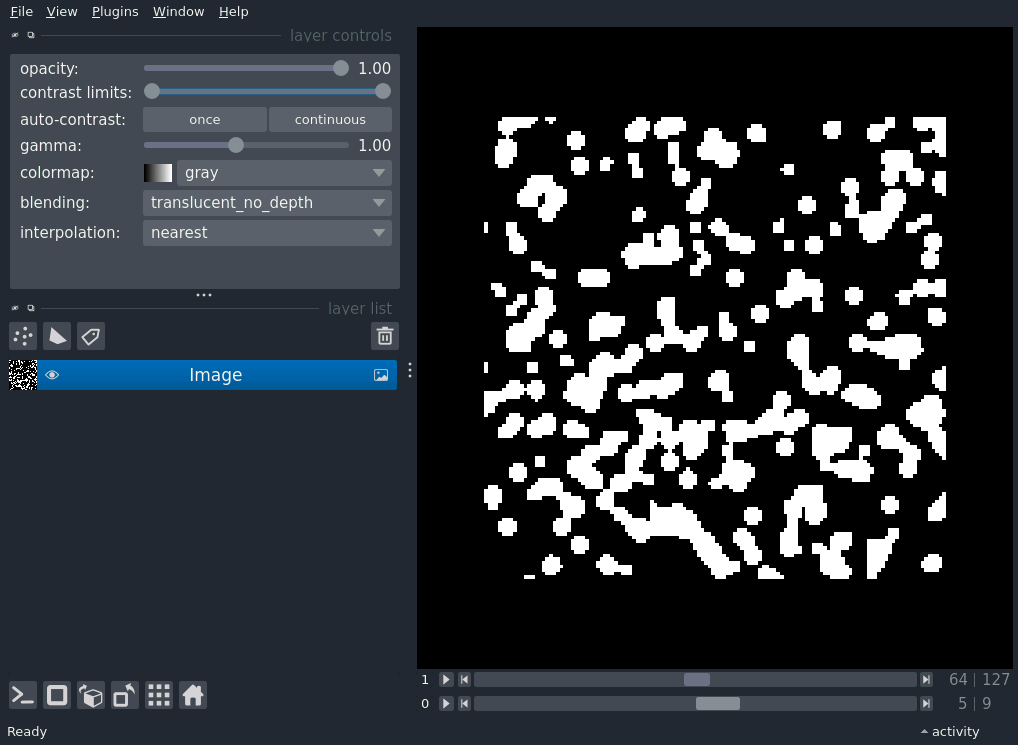 File View Plugins Window Help
layer controls
opacity: 1.00
contrast limits:
auto-contrast: once continuous
gamma: 1.00
colormap: gray
blending: translucent_no_depth
interpolation: nearest
layer list
Image
1 64 | 127
0 5 | 9
Ready activity